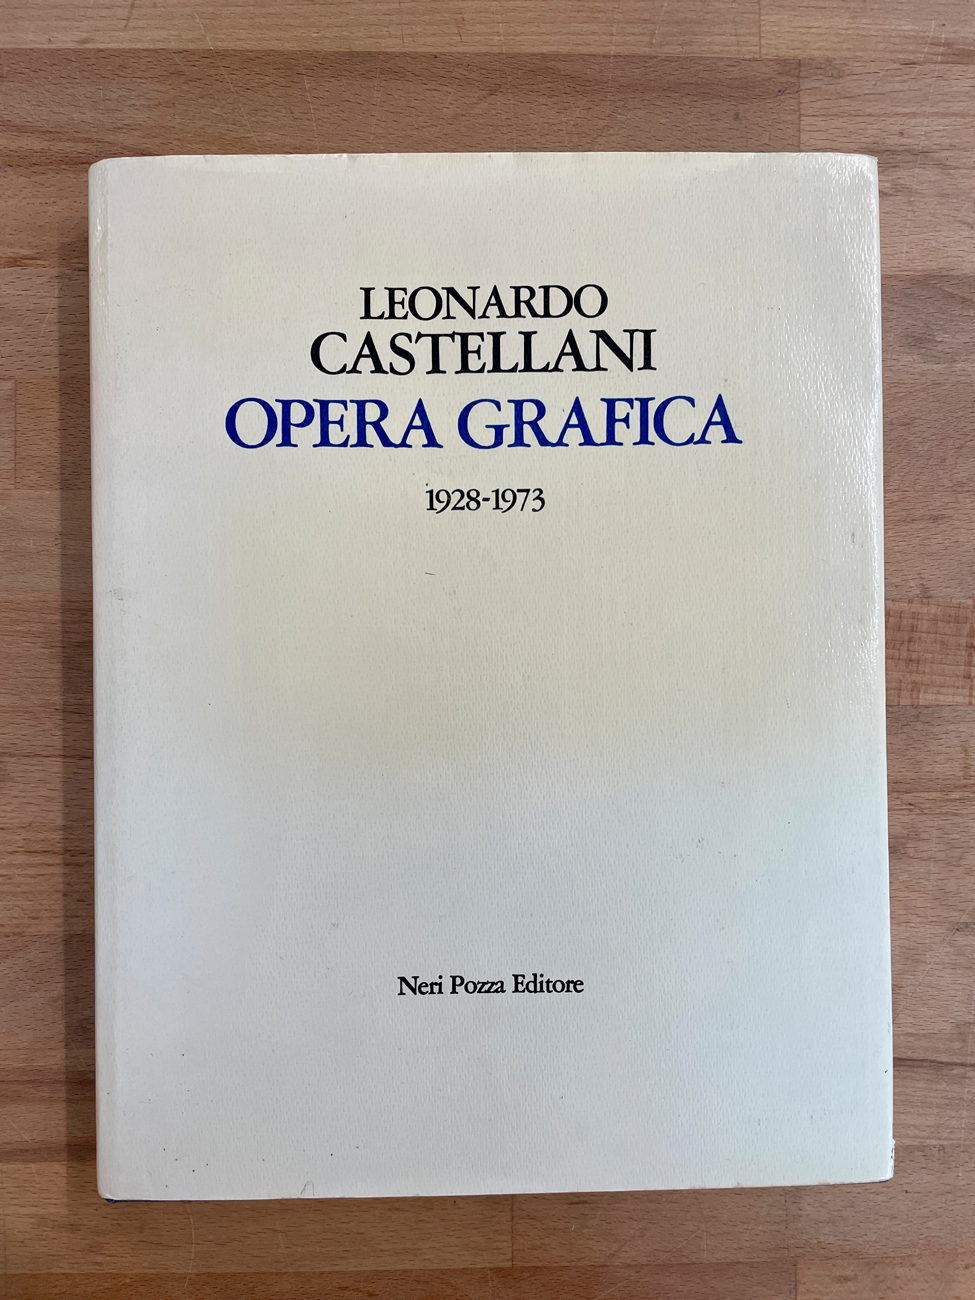 LEONARDO
CASTELLANI
OPERA GRAFICA
1928-1973
Neri Pozza Editore